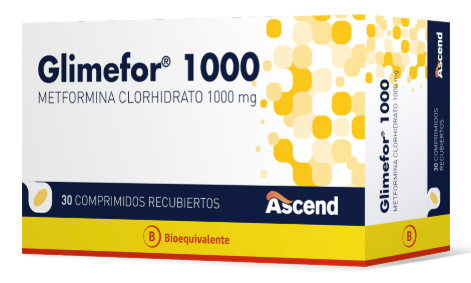 Glimefor® 1000
METFORMINA CLORHIDRATO 1000 mg
30 COMPRIMIDOS RECUBIERTOS
Ascend
B Bioequivalente
Glimefor® 1000
METFORMINA CLORHIDRATO 1000 mg
30 COMPRIMIDOS
RECUBIERTOS
Ascend
B